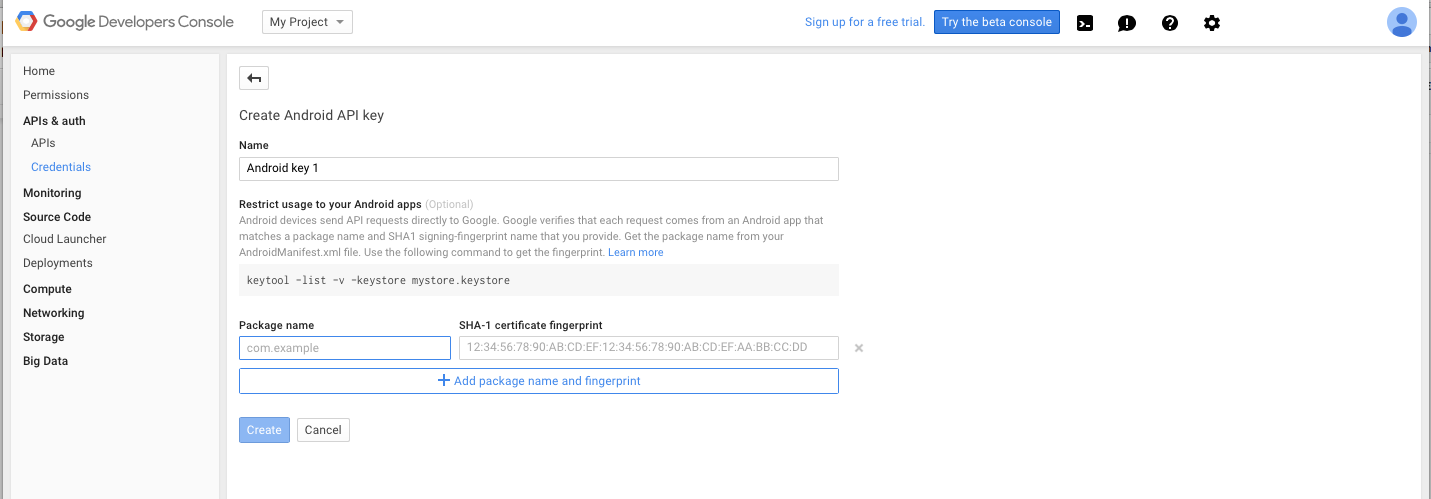 Google Developers Console
My Project
Sign up for a free trial.
Try the beta console
Home
Permissions
APIs & auth
APIs
Credentials
Monitoring
Source Code
Cloud Launcher
Deployments
Compute
Networking
Storage
Big Data
Create Android API key
Name
Android key 1
Restrict usage to your Android apps (Optional)
Android devices send API requests directly to Google. Google verifies that each request comes from an Android app that
matches a package name and SHA1 signing-fingerprint name that you provide. Get the package name from your
AndroidManifest.xml file. Use the following command to get the fingerprint. Learn more
keytool -list -v -keystore mystore.keystore
Package name
SHA-1 certificate fingerprint
com.example
12:34:56:78:90:AB:CD:EF:12:34:56:78:90:AB:CD:EF:AA:BB:CC:DD
Add package name and fingerprint
Create
Cancel